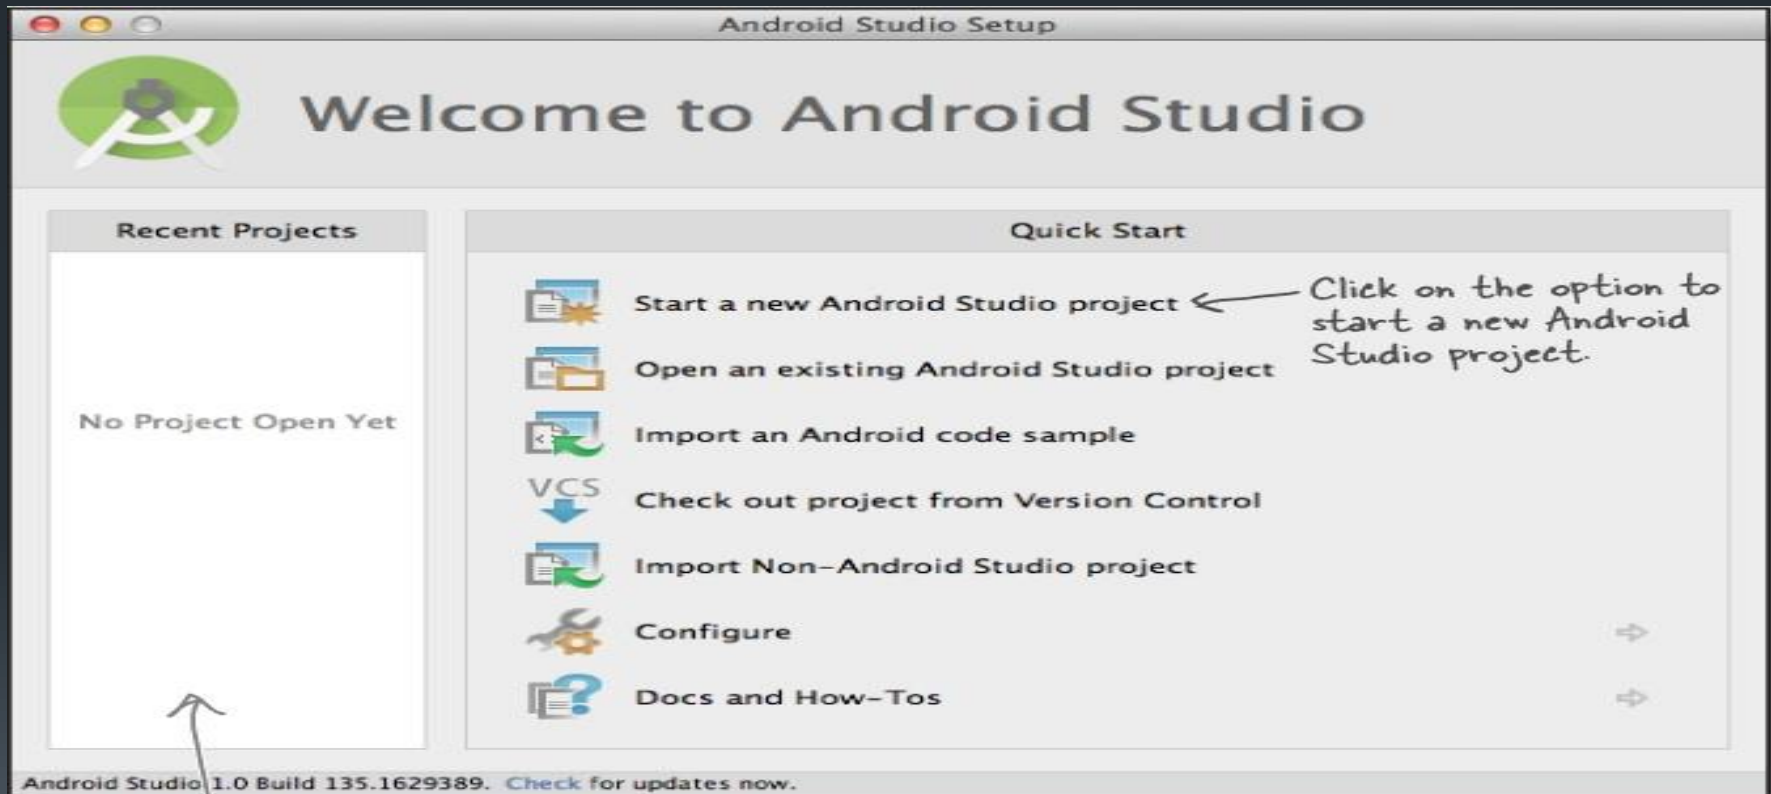 Android Studio Setup
Welcome to Android Studio
Recent Projects
No Project Open Yet
Quick Start
Start a new Android Studio project
Click on the option to
start a new Android
Studio project.
Open an existing Android Studio project
Import an Android code sample
VCS
Check out project from Version Control
Import Non-Android Studio project
Configure
Docs and How-Tos
Android Studio 1.0 Build 135.1629389. Check for updates now.